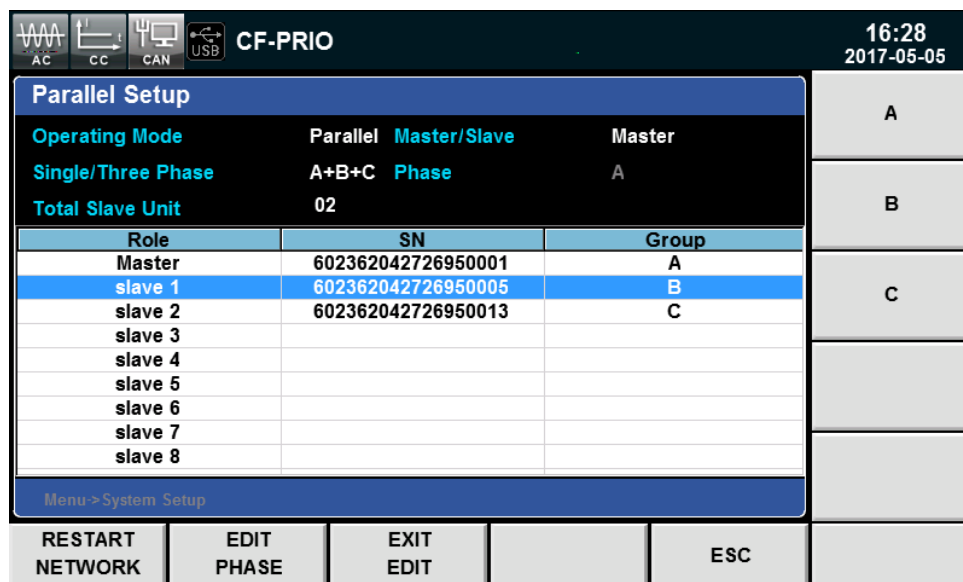 AC CC t CAN USB CF-PRIO 16:28
2017-05-05
Parallel Setup
Operating Mode Parallel Master/Slave Master
Single/Three Phase A+B+C Phase A
Total Slave Unit 02
Role SN Group
Master 602362042726950001 A
slave 1 602362042726950005 B
slave 2 602362042726950013 C
slave 3
slave 4
slave 5
slave 6
slave 7
slave 8
Menu->System Setup
A
B
C
RESTART NETWORK
EDIT PHASE
EXIT EDIT
ESC